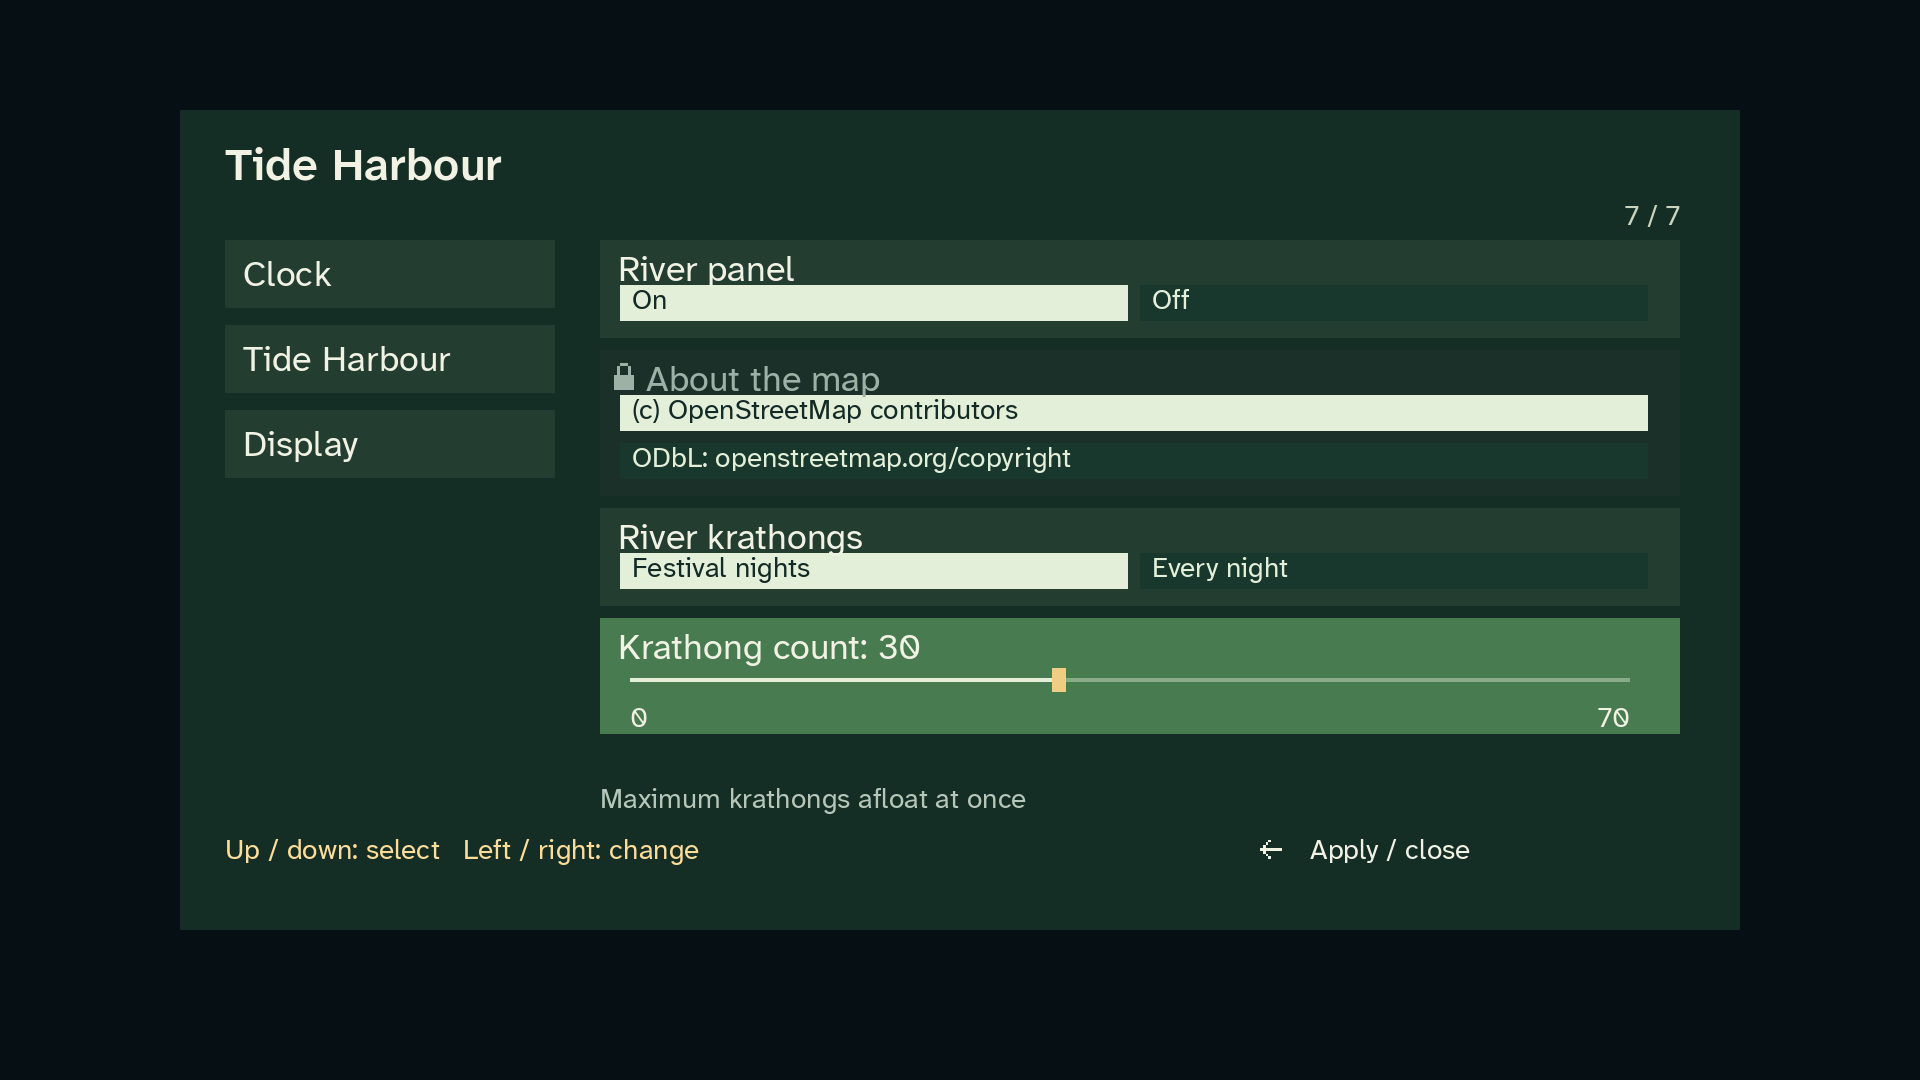 Tide Harbour
7 / 7
Clock
Tide Harbour
Display
River panel
On
Off
About the map
(c) OpenStreetMap contributors
ODbL: openstreetmap.org/copyright
River krathongs
Festival nights
Every night
Krathong count: 30
0
70
Maximum krathongs afloat at once
Up / down: select Left / right: change
← Apply / close